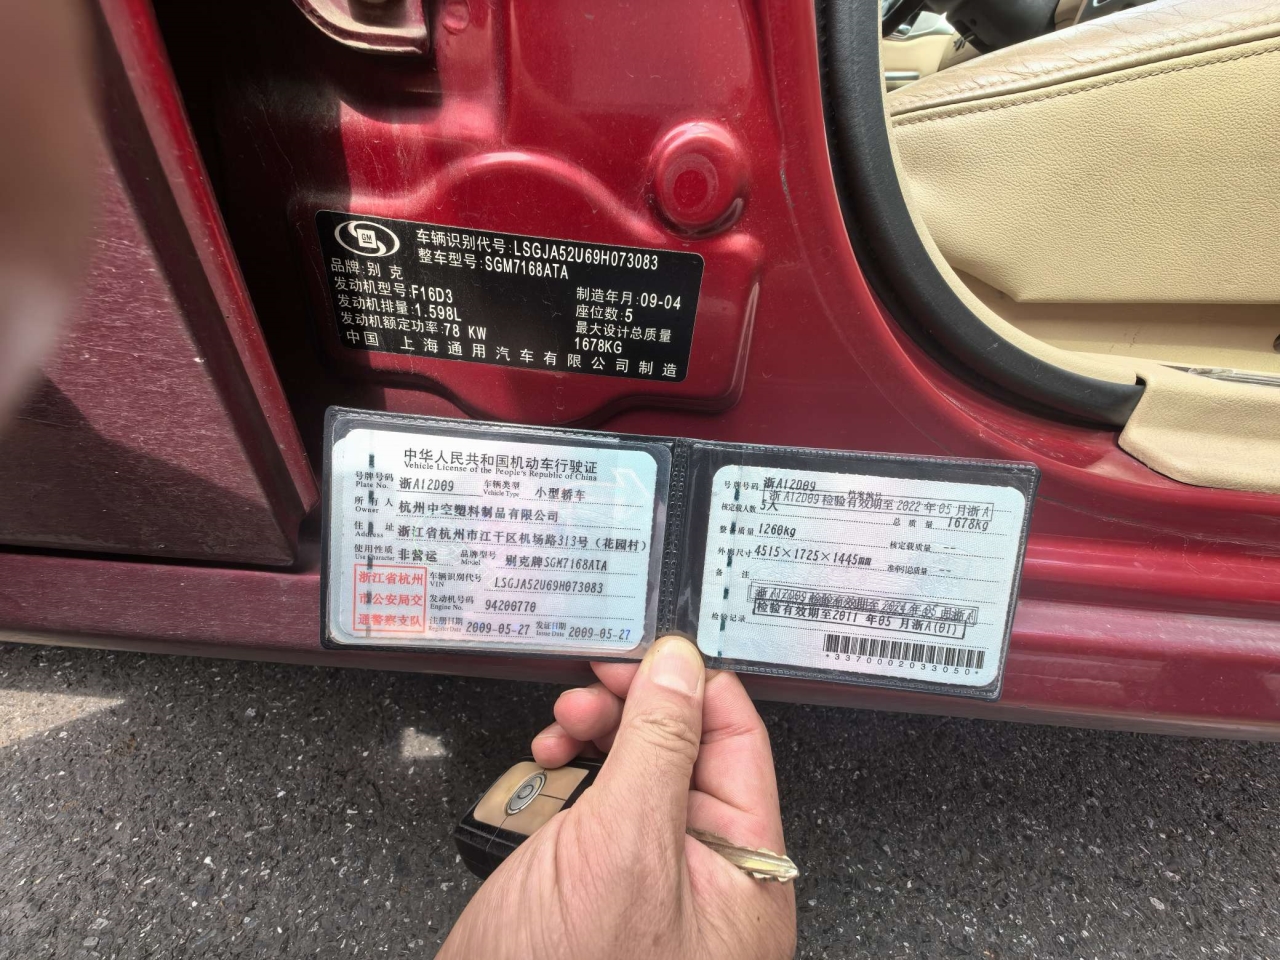 GM
车辆识别代号:LSGJA52U69H073083
整车型号:SGM7168ATA
品牌:别克
发动机型号:F16D3
制造年月:09-04
发动机排量:1.598L
座位数:5
发动机额定功率:78 KW
最大设计总质量
1678KG
中国 上海通用汽车有限公司制造
中华人民共和国机动车行驶证
Vehicle License of the People's Republic of China
号牌号码 浙A12D09 车辆类型 小型轿车
Plate No. Vehicle Type
所有人 杭州中空塑料制品有限公司
Owner
住址 浙江省杭州市江干区机场路313号(花园村)
Address
使用性质 非营运 品牌型号 别克牌SGM7168ATA
Use Character Model
浙江省杭州
市公安局交
通警察支队
车辆识别代号 LSGJA52U69H073083
VIN
发动机号码 94200770
Engine No.
注册日期 2009-05-27 发证日期 2009-05-27
Register Date Issue Date
号牌号码 浙A12D09
浙A12D09检验有效期至2022年05月浙A
核定载人数 5人 总质量 1678kg
整备质量 1260kg 核定载质量 --
外廓尺寸 4515×1725×1445mm 准牵引总质量 --
备注
浙A12D09检验有效期至2024年05月浙A
检验有效期至2011年05月浙A(01)
检验记录
*3370002033050*